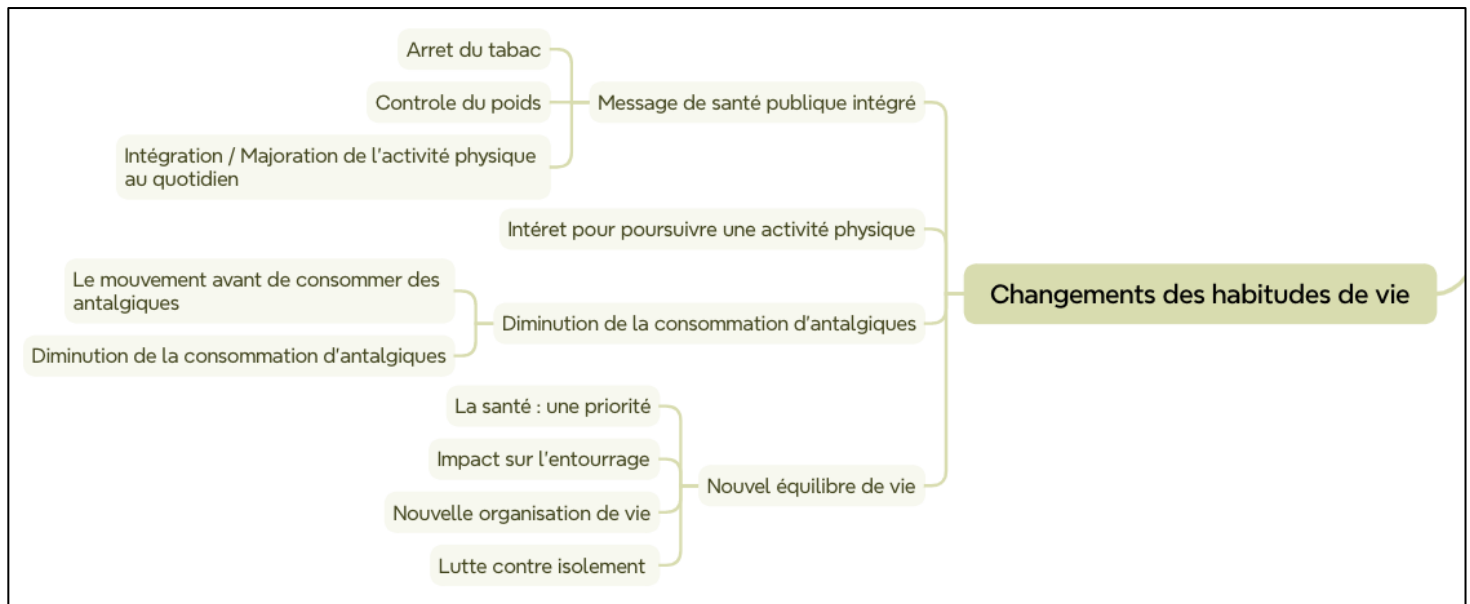 Arret du tabac
Controle du poids
Message de santé publique intégré
Intégration / Majoration de l'activité physique
au quotidien
Intéret pour poursuivre une activité physique
Le mouvement avant de consommer des
antalgiques
Changements des habitudes de vie
Diminution de la consommation d'antalgiques
Diminution de la consommation d'antalgiques
La santé : une priorité
Impact sur l'entourrage
Nouvel équilibre de vie
Nouvelle organisation de vie
Lutte contre isolement